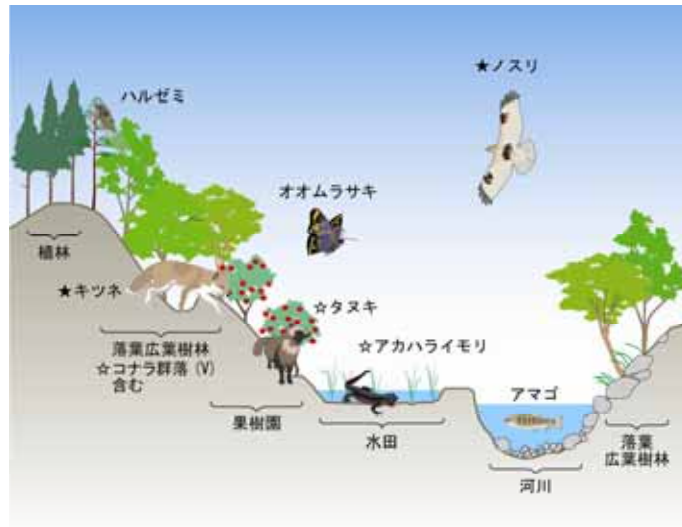 ★ノスリ
ハルゼミ
オオムラサキ
植林
★キツネ
☆タヌキ
☆アカハライモリ
落葉広葉樹林
☆コナラ群落(V)
含む
アマゴ
果樹園
水田
落葉
広葉樹林
河川